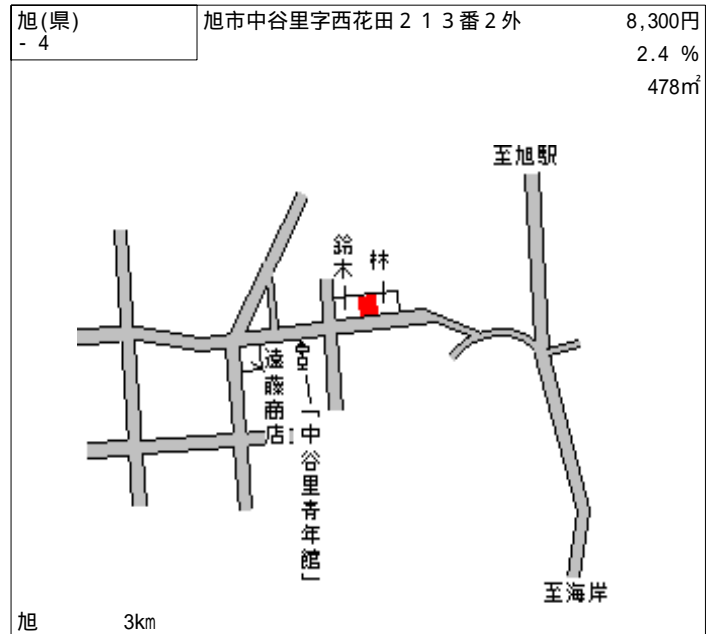 旭(県)
- 4
旭市中谷里字西花田２１３番２外
8,300円
2.4 %
478㎡
至旭駅
鈴木
林
遠藤商店
「中谷里青年館」
至海岸
旭 3km